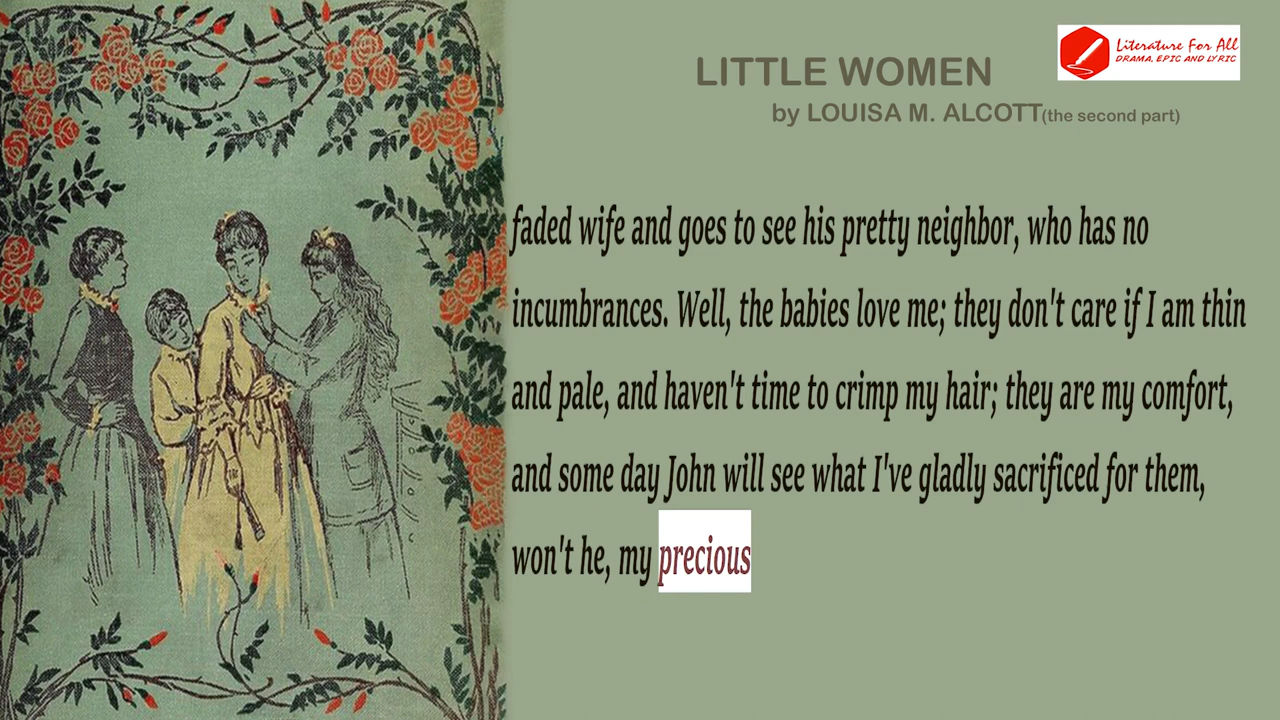 LITTLE WOMEN
by LOUISA M. ALCOTT(the second part)
Literature For All
DRAMA, EPIC AND LYRIC
faded wife and goes to see his pretty neighbor, who has no
incumbrances. Well, the babies love me; they don't care if I am thin
and pale, and haven't time to crimp my hair; they are my comfort,
and some day John will see what I've gladly sacrificed for them,
won't he, my precious